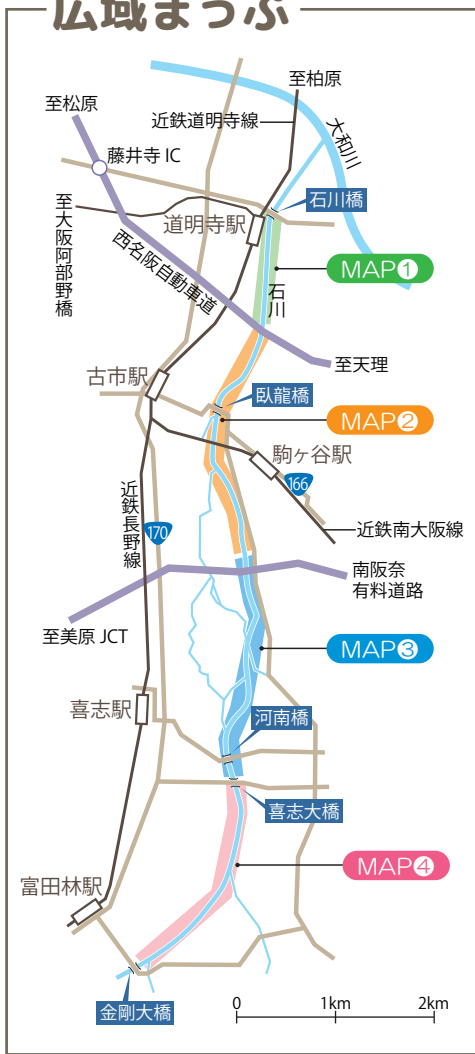 広域まっぷ
至柏原
至松原
近鉄道明寺線
大和川
藤井寺 IC
石川橋
至大阪阿部野橋
道明寺駅
西名阪自動車道
石川
MAP❶
至天理
古市駅
臥龍橋
MAP❷
駒ヶ谷駅
166
近鉄長野線
170
近鉄南大阪線
南阪奈
有料道路
至美原 JCT
MAP❸
喜志駅
河南橋
喜志大橋
MAP❹
富田林駅
金剛大橋
0 1km 2km